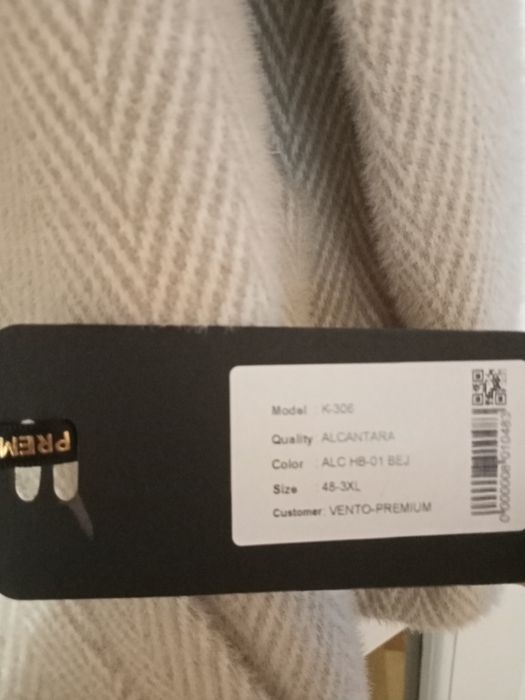 PREM
Model : K-306
Quality ALCANTARA
Color : ALC HB-01 BEJ
Size : 48-3XL
Customer: VENTO-PREMIUM